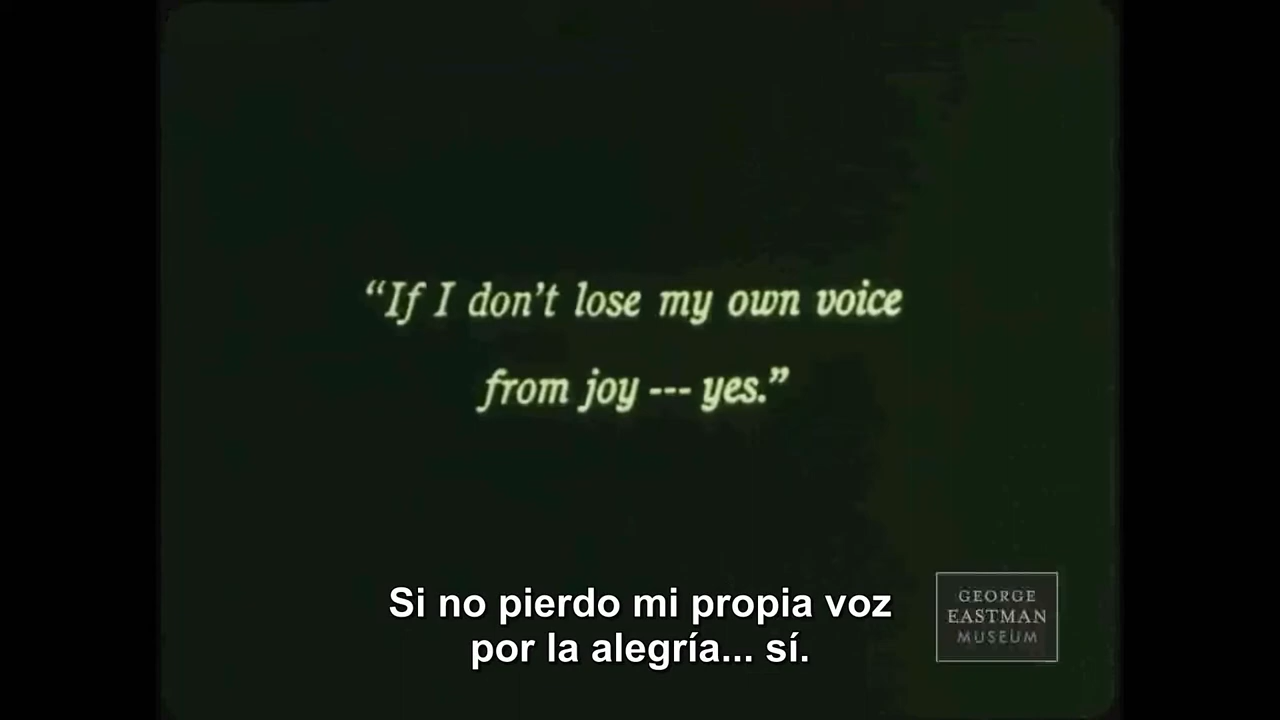 “If I don’t lose my own voice
from joy --- yes.”
Si no pierdo mi propia voz
por la alegría... sí.
GEORGE
EASTMAN
MUSEUM